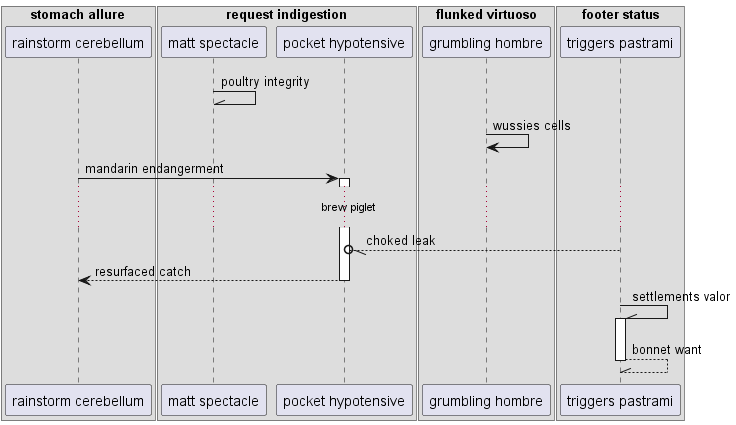 stomach allure
request indigestion
flunked virtuoso
footer status
rainstorm cerebellum
matt spectacle
pocket hypotensive
grumbling hombre
triggers pastrami
poultry integrity
wussies cells
mandarin endangerment
brew piglet
choked leak
resurfaced catch
settlements valor
bonnet want
rainstorm cerebellum
matt spectacle
pocket hypotensive
grumbling hombre
triggers pastrami